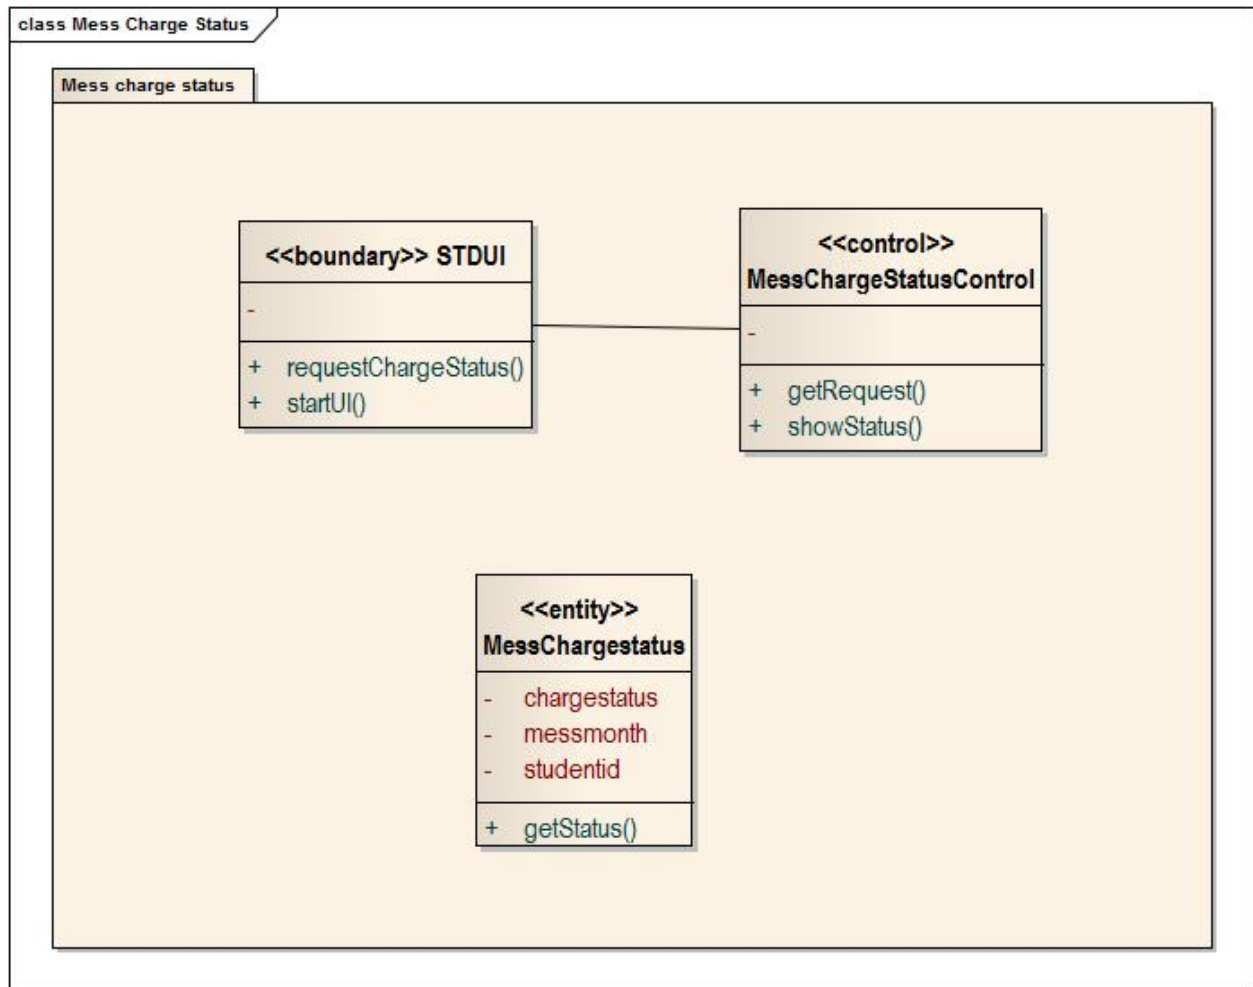 class Mess Charge Status
Mess charge status
<<boundary>> STDUI
-
+ requestChargeStatus()
+ startUI()
<<control>>
MessChargeStatusControl
-
+ getRequest()
+ showStatus()
<<entity>>
MessChargestatus
- chargestatus
- messmonth
- studentid
+ getStatus()